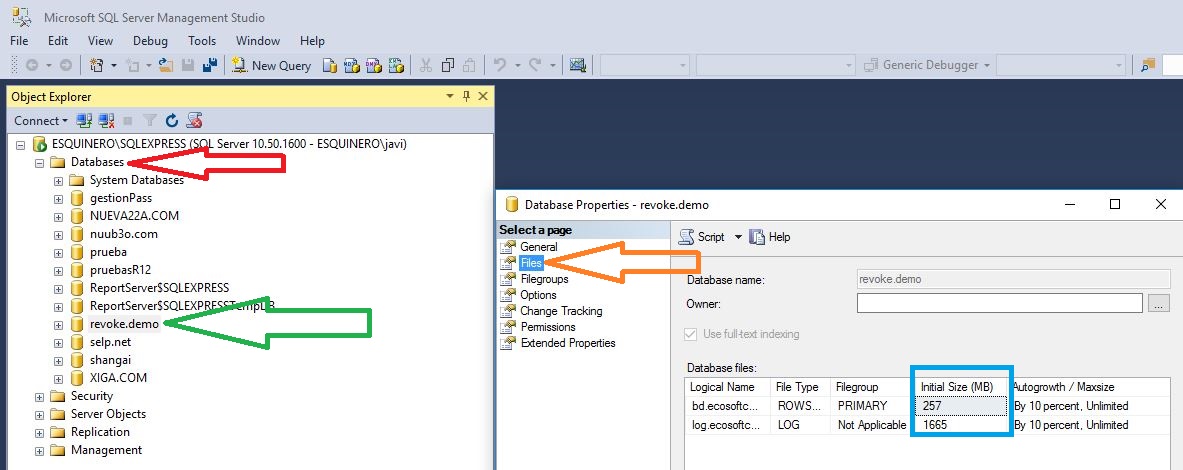 Microsoft SQL Server Management Studio
File Edit View Debug Tools Window Help
New Query
Generic Debugger
Object Explorer
Connect
ESQUINERO\SQLEXPRESS (SQL Server 10.50.1600 - ESQUINERO\javi)
Databases
System Databases
gestionPass
NUEVA22A.COM
nuub3o.com
prueba
pruebasR12
ReportServer$SQLEXPRESS
ReportServer$SQLEXPRESSTempDB
revoke.demo
selp.net
shangai
XIGA.COM
Security
Server Objects
Replication
Management
Database Properties - revoke.demo
Select a page
General
Files
Filegroups
Options
Change Tracking
Permissions
Extended Properties
Script Help
Database name: revoke.demo
Owner: ...
Use full-text indexing
Database files:
Logical Name File Type Filegroup Initial Size (MB) Autogrowth / Maxsize
bd.ecosoftc... ROWS... PRIMARY 257 By 10 percent, Unlimited
log.ecosoftc... LOG Not Applicable 1665 By 10 percent, Unlimited